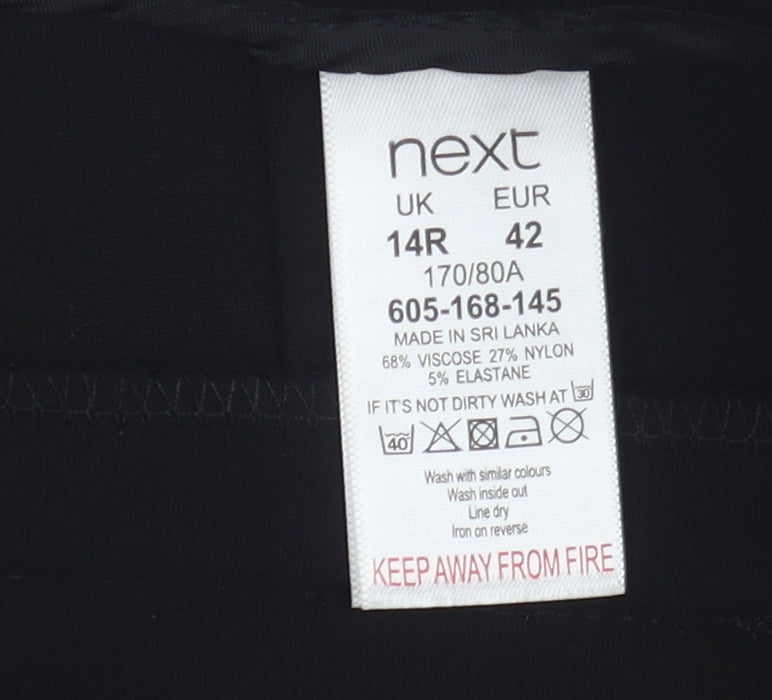 next
UK EUR
14R 42
170/80A
605-168-145
MADE IN SRI LANKA
68% VISCOSE 27% NYLON
5% ELASTANE
IF IT'S NOT DIRTY WASH AT 30
40
Wash with similar colours
Wash inside out
Line dry
Iron on reverse
KEEP AWAY FROM FIRE